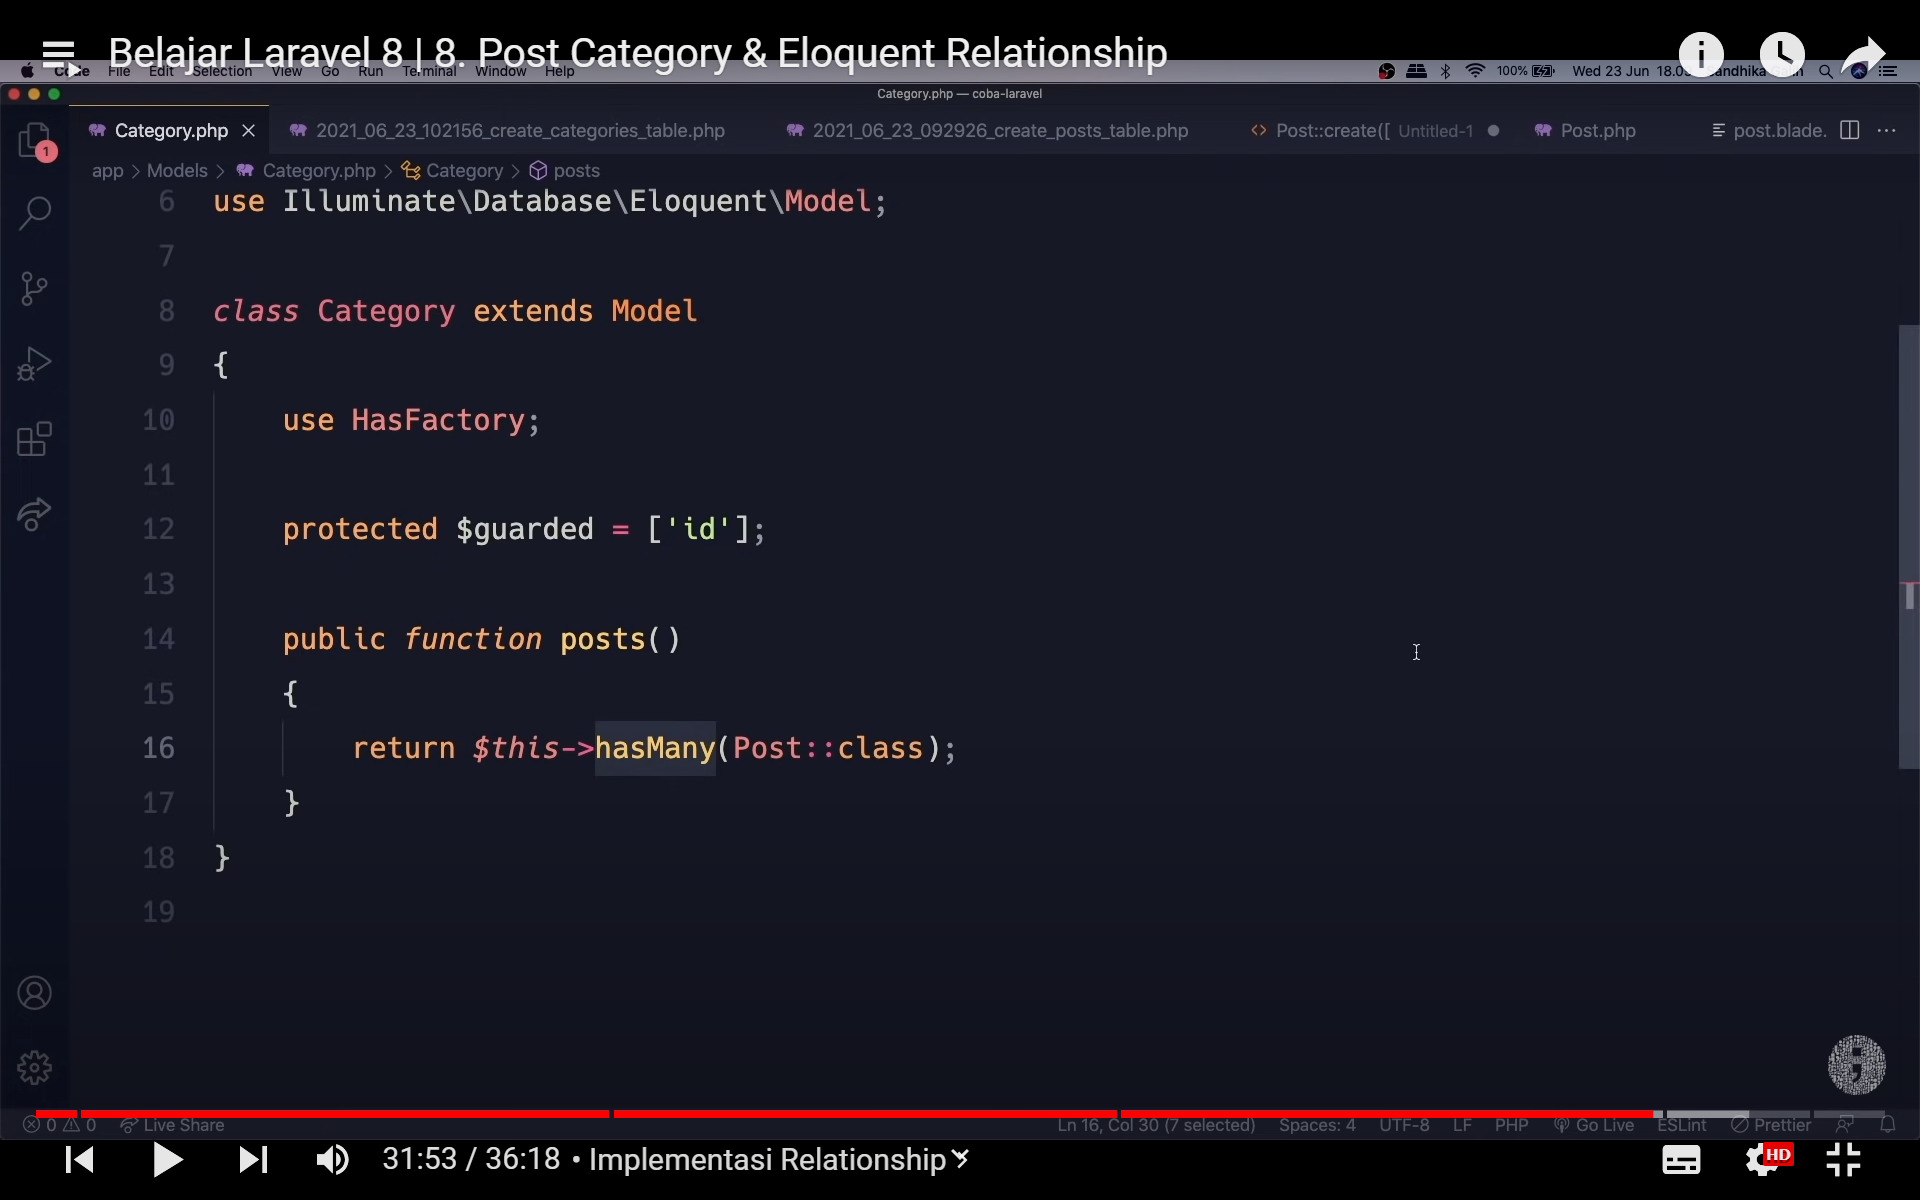 Belajar Laravel 8 | 8. Post Category & Eloquent Relationship
Code File Edit Selection View Go Run Terminal Window Help 100% Wed 23 Jun
Category.php — coba-laravel
Category.php 2021_06_23_102156_create_categories_table.php 2021_06_23_092926_create_posts_table.php Post::create([ Untitled-1 Post.php post.blade.
1
app > Models > Category.php > Category > posts
6 use Illuminate\Database\Eloquent\Model;
7
8 class Category extends Model
9 {
10 use HasFactory;
11
12 protected $guarded = ['id'];
13
14 public function posts()
15 {
16 return $this->hasMany(Post::class);
17 }
18 }
19
0 0 Live Share Ln 16, Col 30 (7 selected) Spaces: 4 UTF-8 LF PHP Go Live ESLint Prettier
31:53 / 36:18 • Implementasi Relationship HD